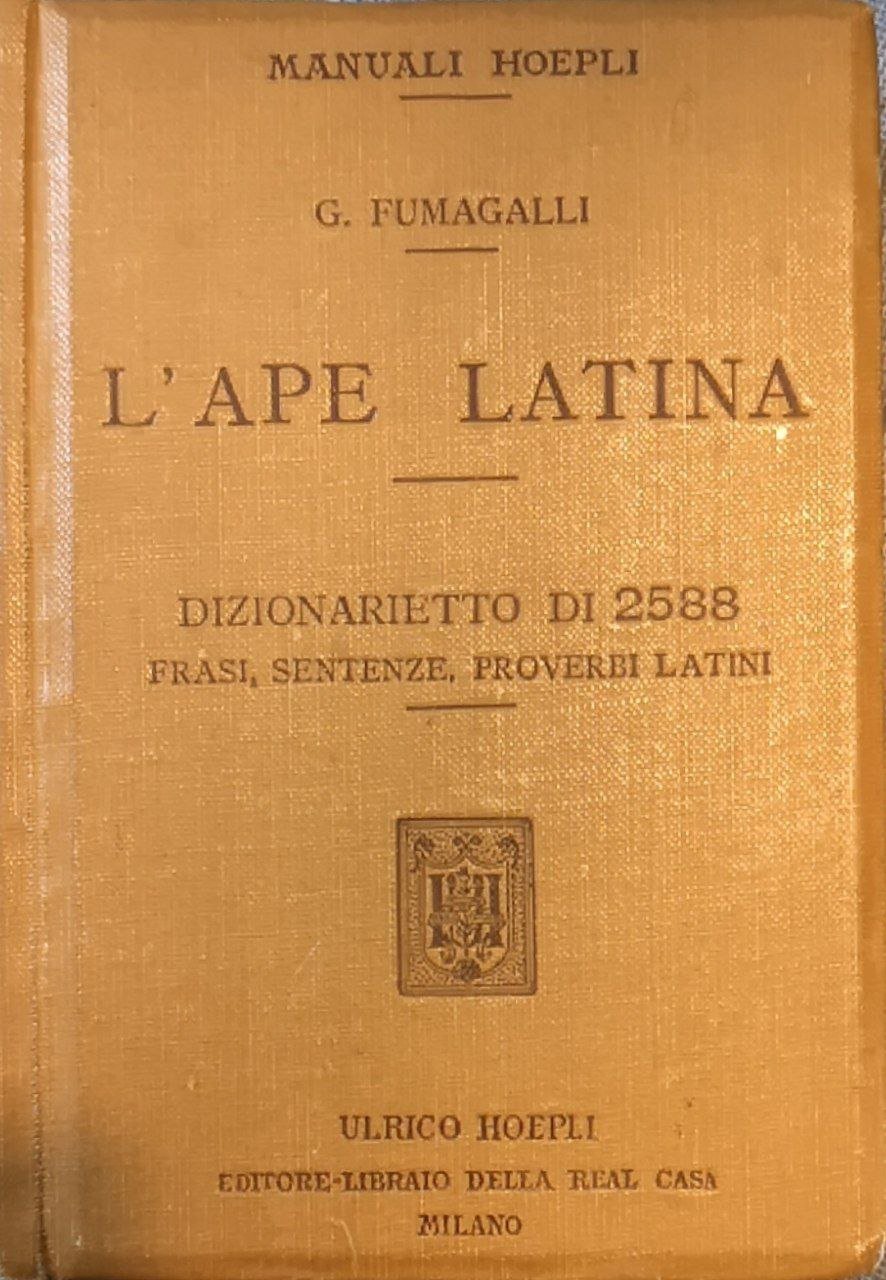 MANUALI HOEPLI
G. FUMAGALLI
L'APE LATINA
DIZIONARIETTO DI 2588
FRASI, SENTENZE, PROVERBI LATINI
ULRICO HOEPLI
EDITORE-LIBRAIO DELLA REAL CASA
MILANO